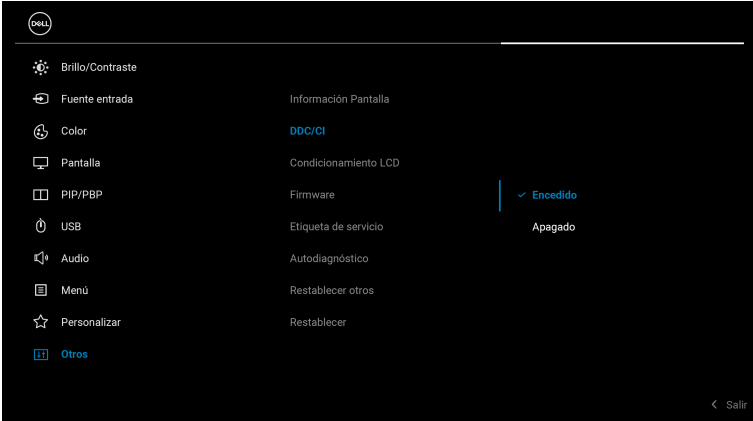 DELL
Brillo/Contraste
Fuente entrada
Color
Pantalla
PIP/PBP
USB
Audio
Menú
Personalizar
Otros
Información Pantalla
DDC/CI
Condicionamiento LCD
Firmware
Etiqueta de servicio
Autodiagnóstico
Restablecer otros
Restablecer
Encedido
Apagado
Salir